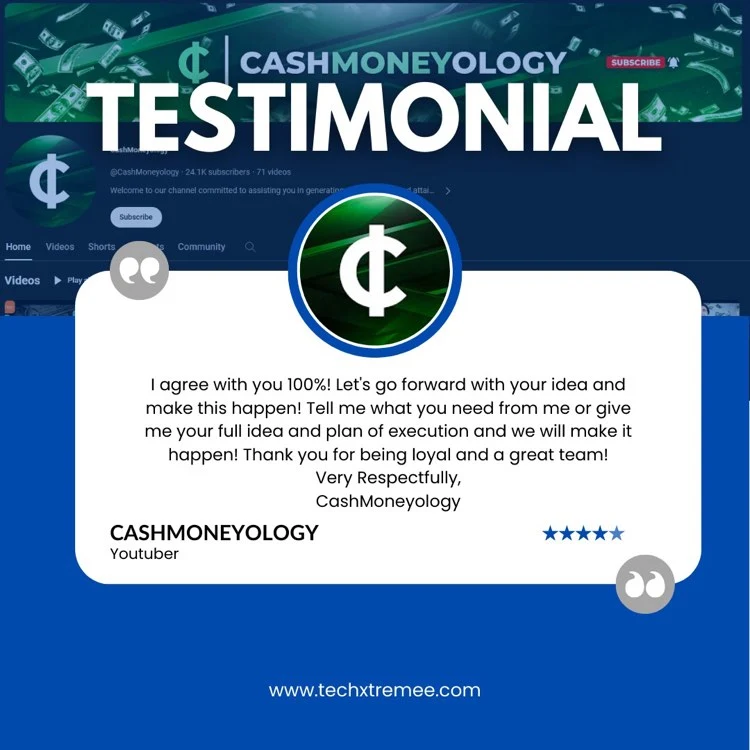 ₵ | CASHMONEYOLOGY
SUBSCRIBE
TESTIMONIAL
CashMoneyology
@CashMoneyology · 24.1K subscribers · 71 videos
Welcome to our channel committed to assisting you in
Subscribe
Home Videos Shorts Community
Videos Play
I agree with you 100%! Let's go forward with your idea and
make this happen! Tell me what you need from me or give
me your full idea and plan of execution and we will make it
happen! Thank you for being loyal and a great team!
Very Respectfully,
CashMoneyology
CASHMONEYOLOGY
Youtuber
www.techxtremee.com